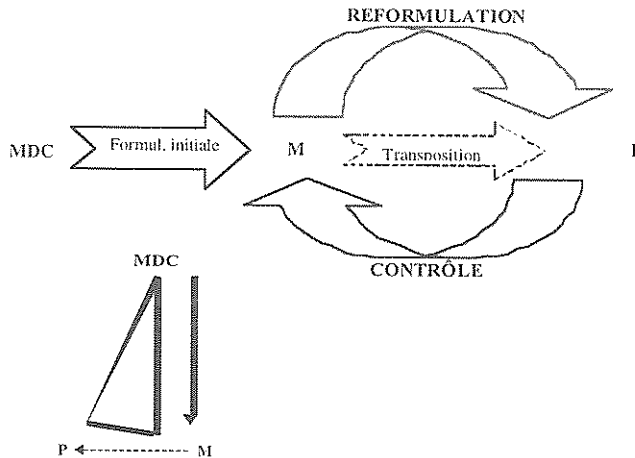 REFORMULATION
MDC Formul. initiale M Transposition
CONTRÔLE
MDC
P M